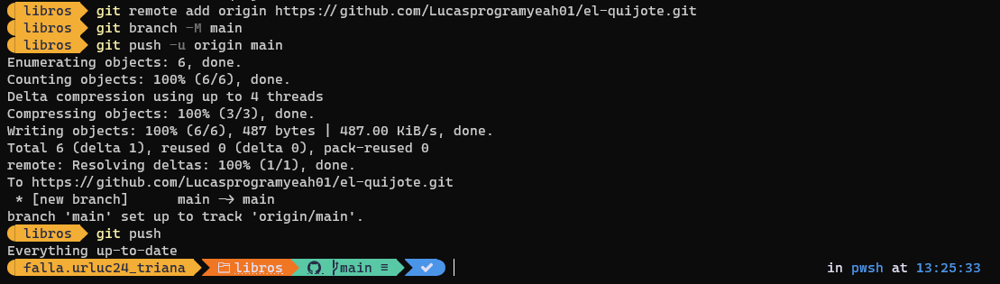 libros git remote add origin https://github.com/Lucasprogramyeah01/el-quijote.git
libros git branch -M main
libros git push -u origin main
Enumerating objects: 6, done.
Counting objects: 100% (6/6), done.
Delta compression using up to 4 threads
Compressing objects: 100% (3/3), done.
Writing objects: 100% (6/6), 487 bytes | 487.00 KiB/s, done.
Total 6 (delta 1), reused 0 (delta 0), pack-reused 0
remote: Resolving deltas: 100% (1/1), done.
To https://github.com/Lucasprogramyeah01/el-quijote.git
 * [new branch]      main -> main
branch 'main' set up to track 'origin/main'.
libros git push
Everything up-to-date
falla.urluc24_triana libros main ≡ in pwsh at 13:25:33